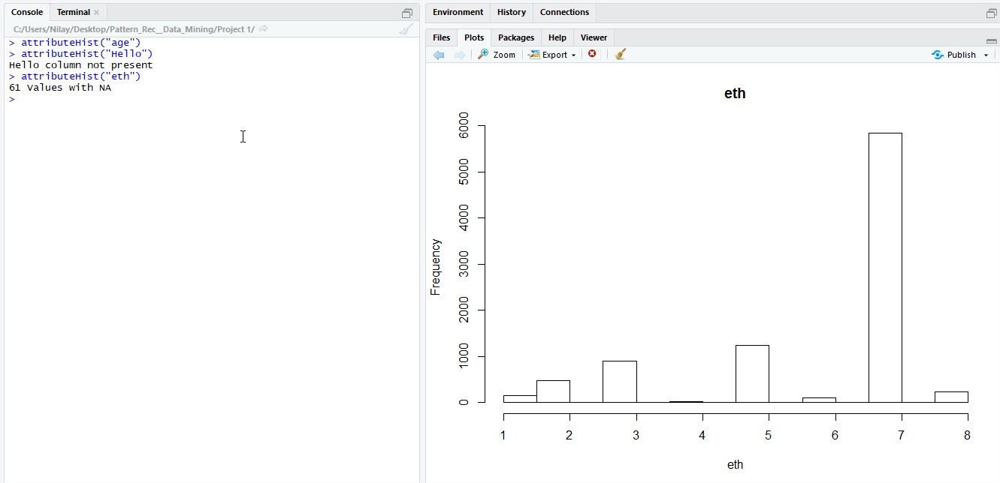 Console Terminal
C:/Users/Nilay/Desktop/Pattern_Rec__Data_Mining/Project 1/
> attributeHist("age")
> attributeHist("Hello")
Hello column not present
> attributeHist("eth")
61 Values with NA
>
Environment History Connections
Files Plots Packages Help Viewer
Zoom Export Publish
eth
6000
5000
4000
3000
2000
1000
0
Frequency
1 2 3 4 5 6 7 8
eth